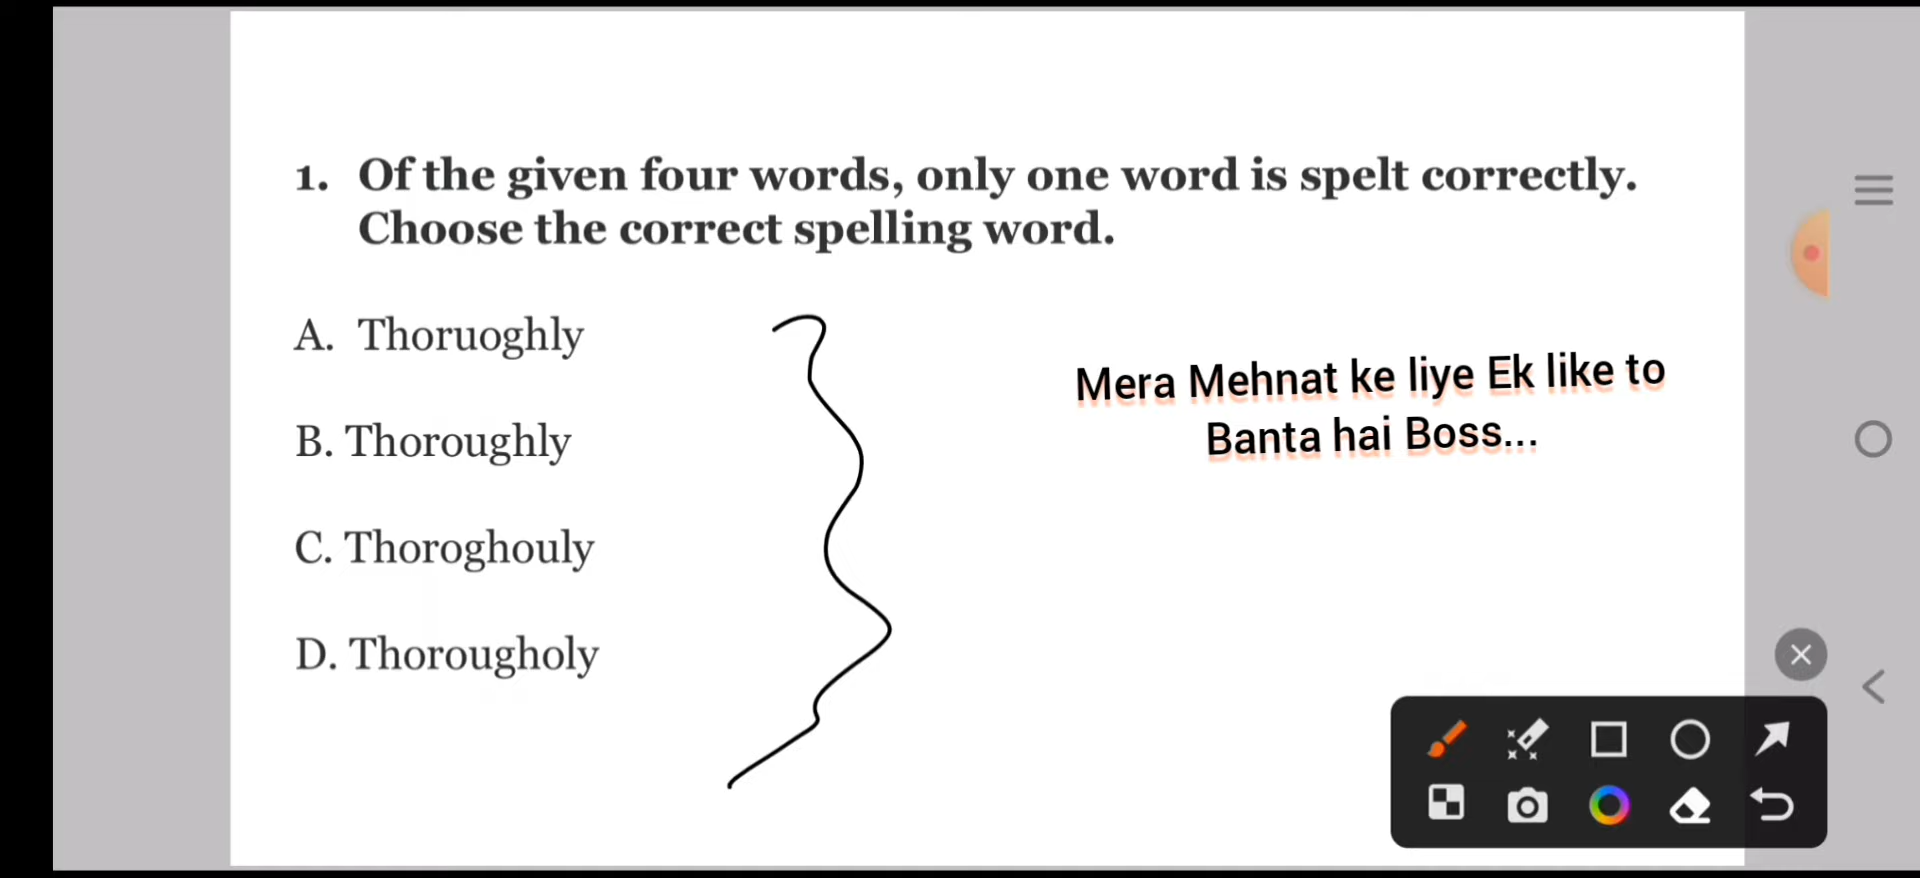 1. Of the given four words, only one word is spelt correctly.
Choose the correct spelling word.
A. Thoruoghly
B. Thoroughly
C. Thoroghouly
D. Thorougholy
Mera Mehnat ke liye Ek like to
Banta hai Boss...